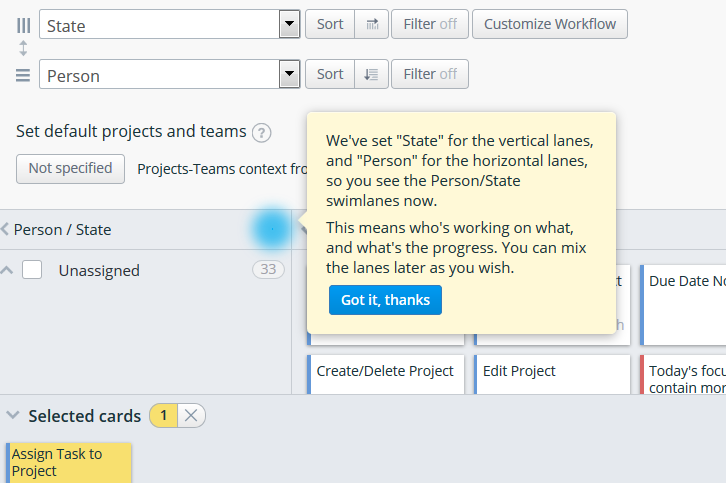 State
Sort
Filter off
Customize Workflow
Person
Sort
Filter off
Set default projects and teams ?
Not specified
Projects-Teams context fro
We've set "State" for the vertical lanes,
and "Person" for the horizontal lanes,
so you see the Person/State
swimlanes now.
This means who's working on what,
and what's the progress. You can mix
the lanes later as you wish.
Got it, thanks
Person / State
Unassigned
33
ct
h
Due Date No
Create/Delete Project
Edit Project
Today's focu
contain mor
Selected cards
1
Assign Task to
Project